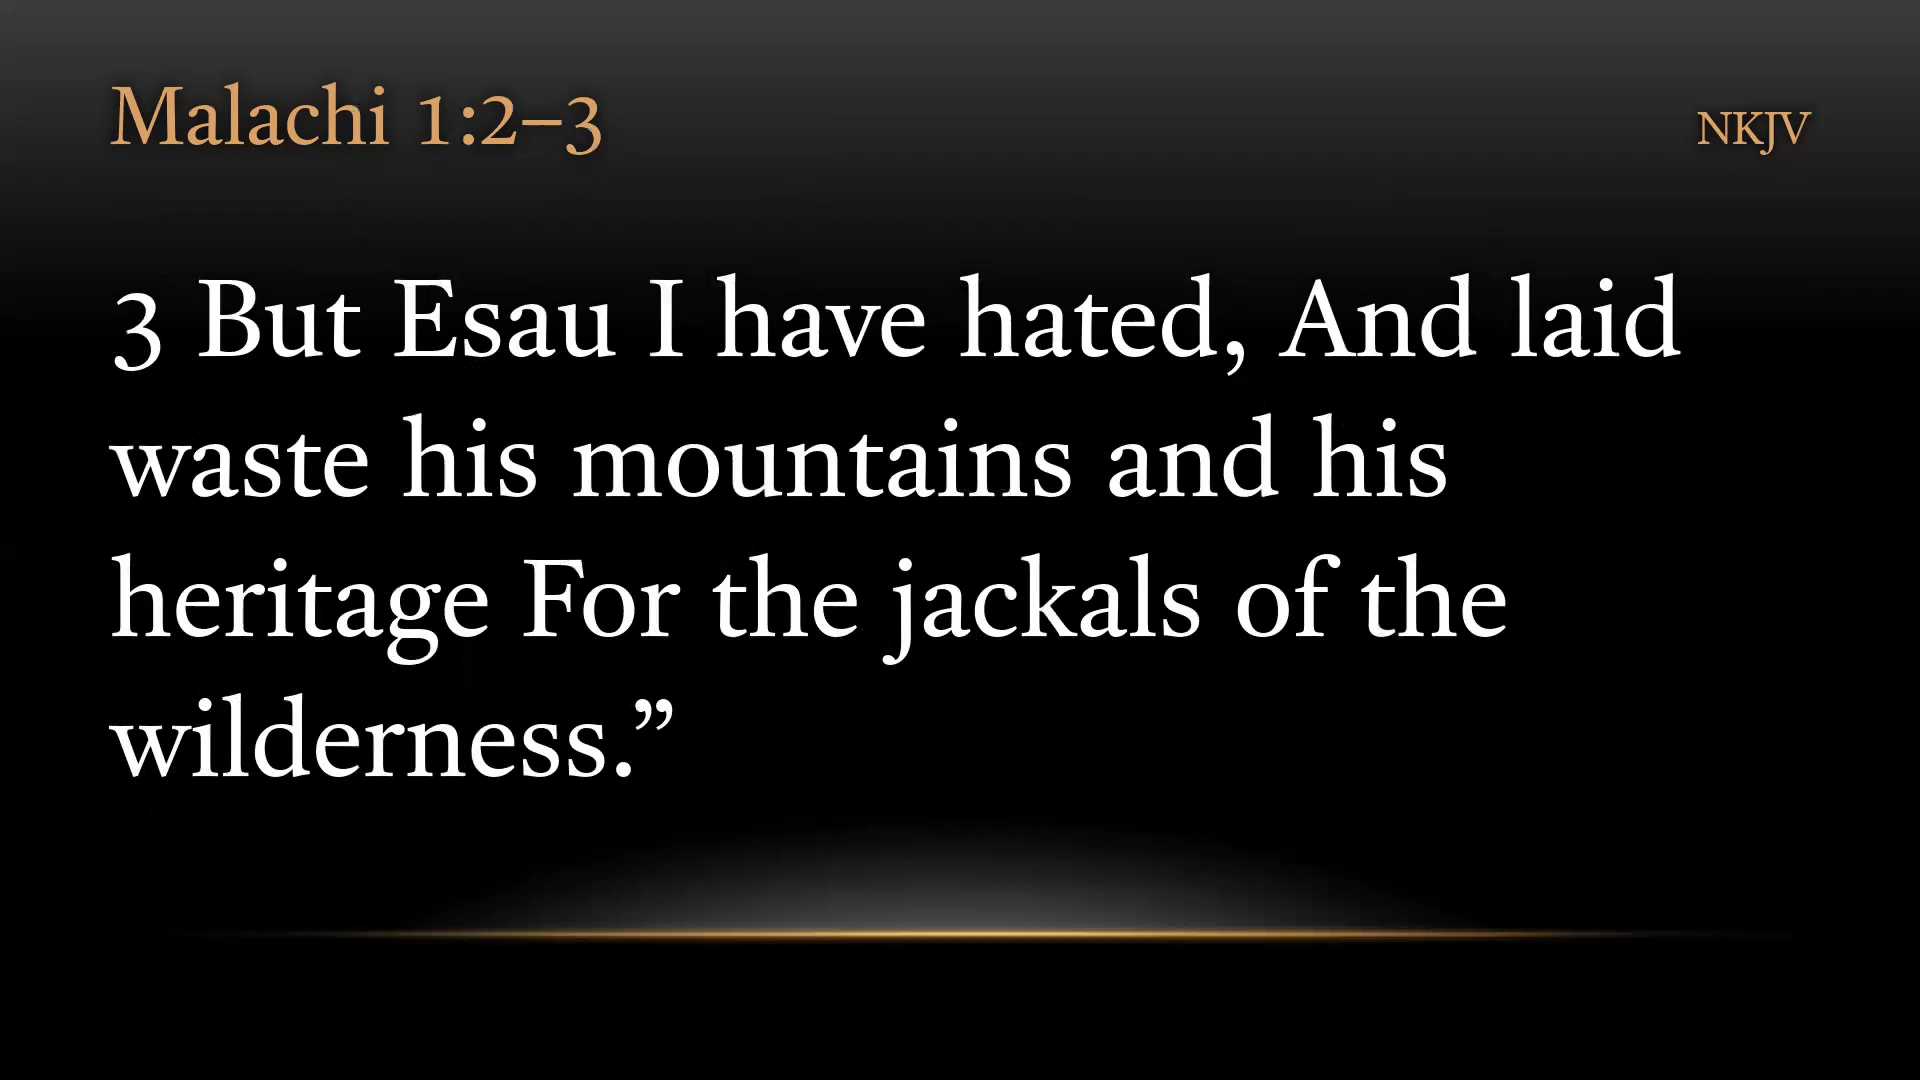 Malachi 1:2–3
NKJV
3 But Esau I have hated, And laid
waste his mountains and his
heritage For the jackals of the
wilderness.”